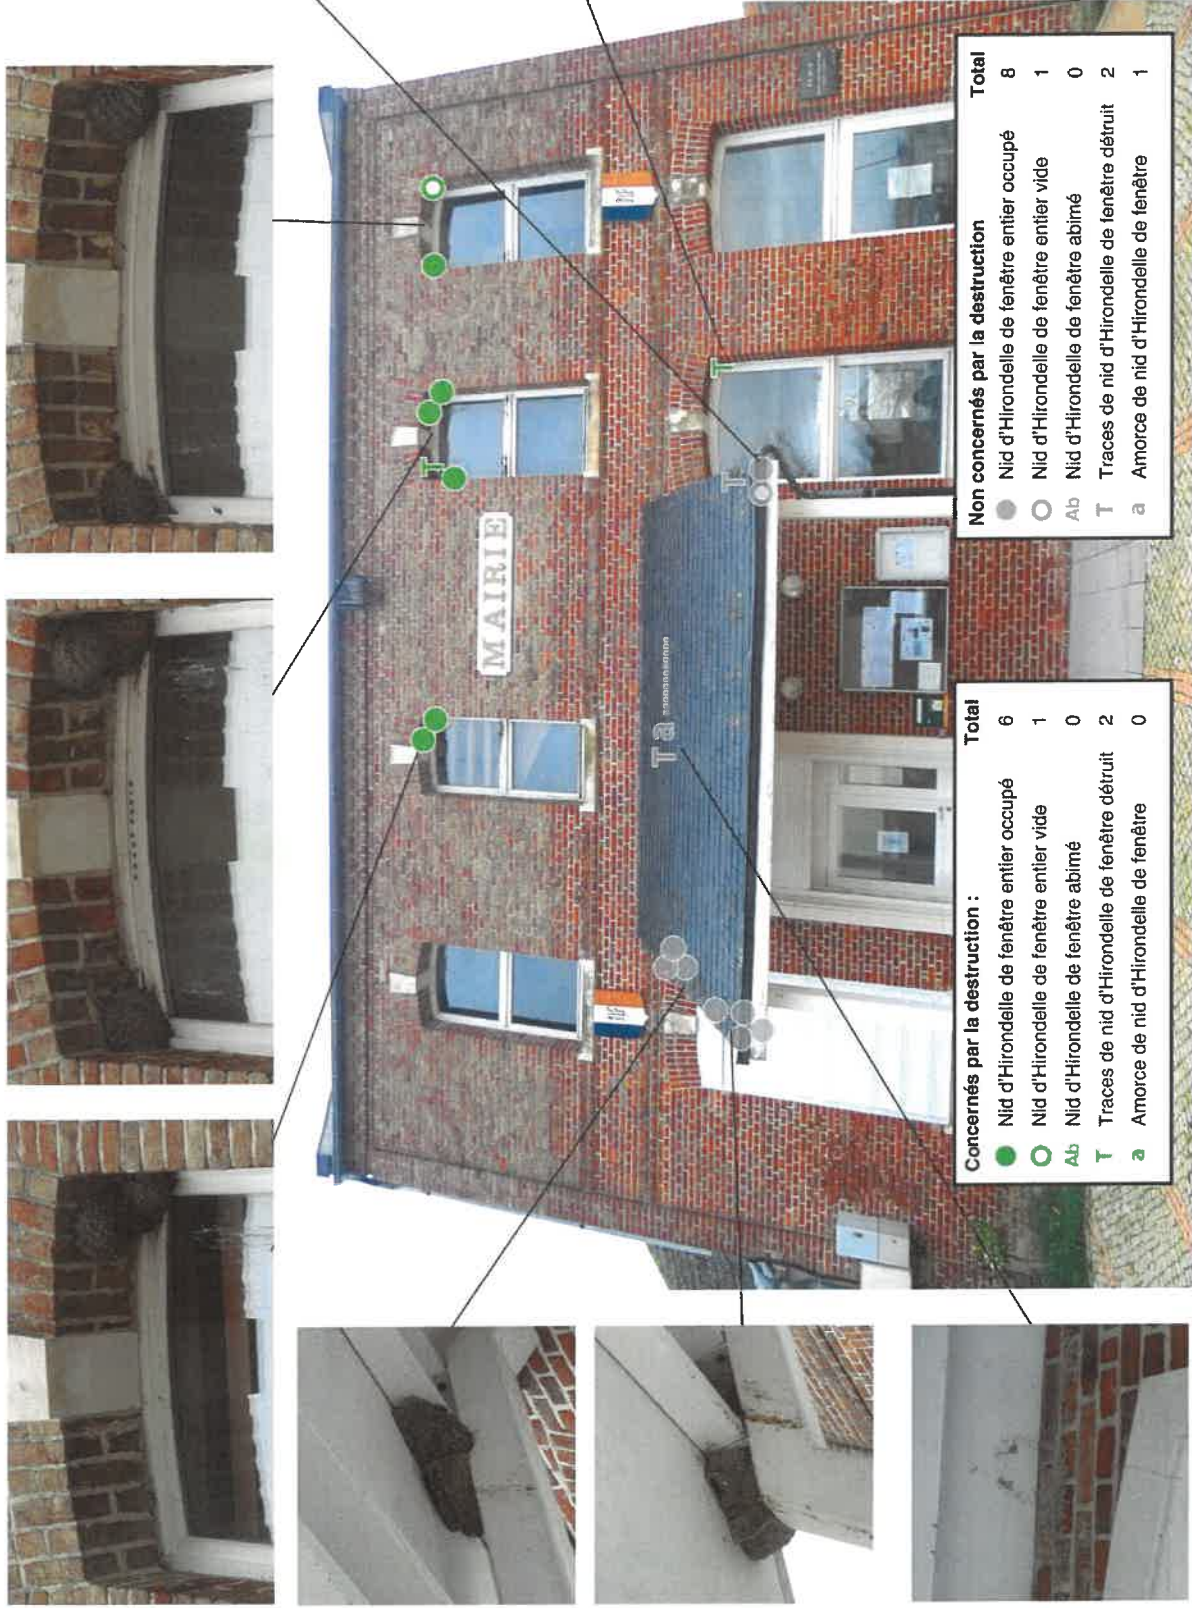 MAIRIE
T
T
T a
T
Concernés par la destruction : Total
Nid d'Hirondelle de fenêtre entier occupé 6
Nid d'Hirondelle de fenêtre entier vide 1
Ab Nid d'Hirondelle de fenêtre abimé 0
T Traces de nid d'Hirondelle de fenêtre détruit 2
a Amorce de nid d'Hirondelle de fenêtre 0
Non concernés par la destruction Total
Nid d'Hirondelle de fenêtre entier occupé 8
Nid d'Hirondelle de fenêtre entier vide 1
Ab Nid d'Hirondelle de fenêtre abimé 0
T Traces de nid d'Hirondelle de fenêtre détruit 2
a Amorce de nid d'Hirondelle de fenêtre 1